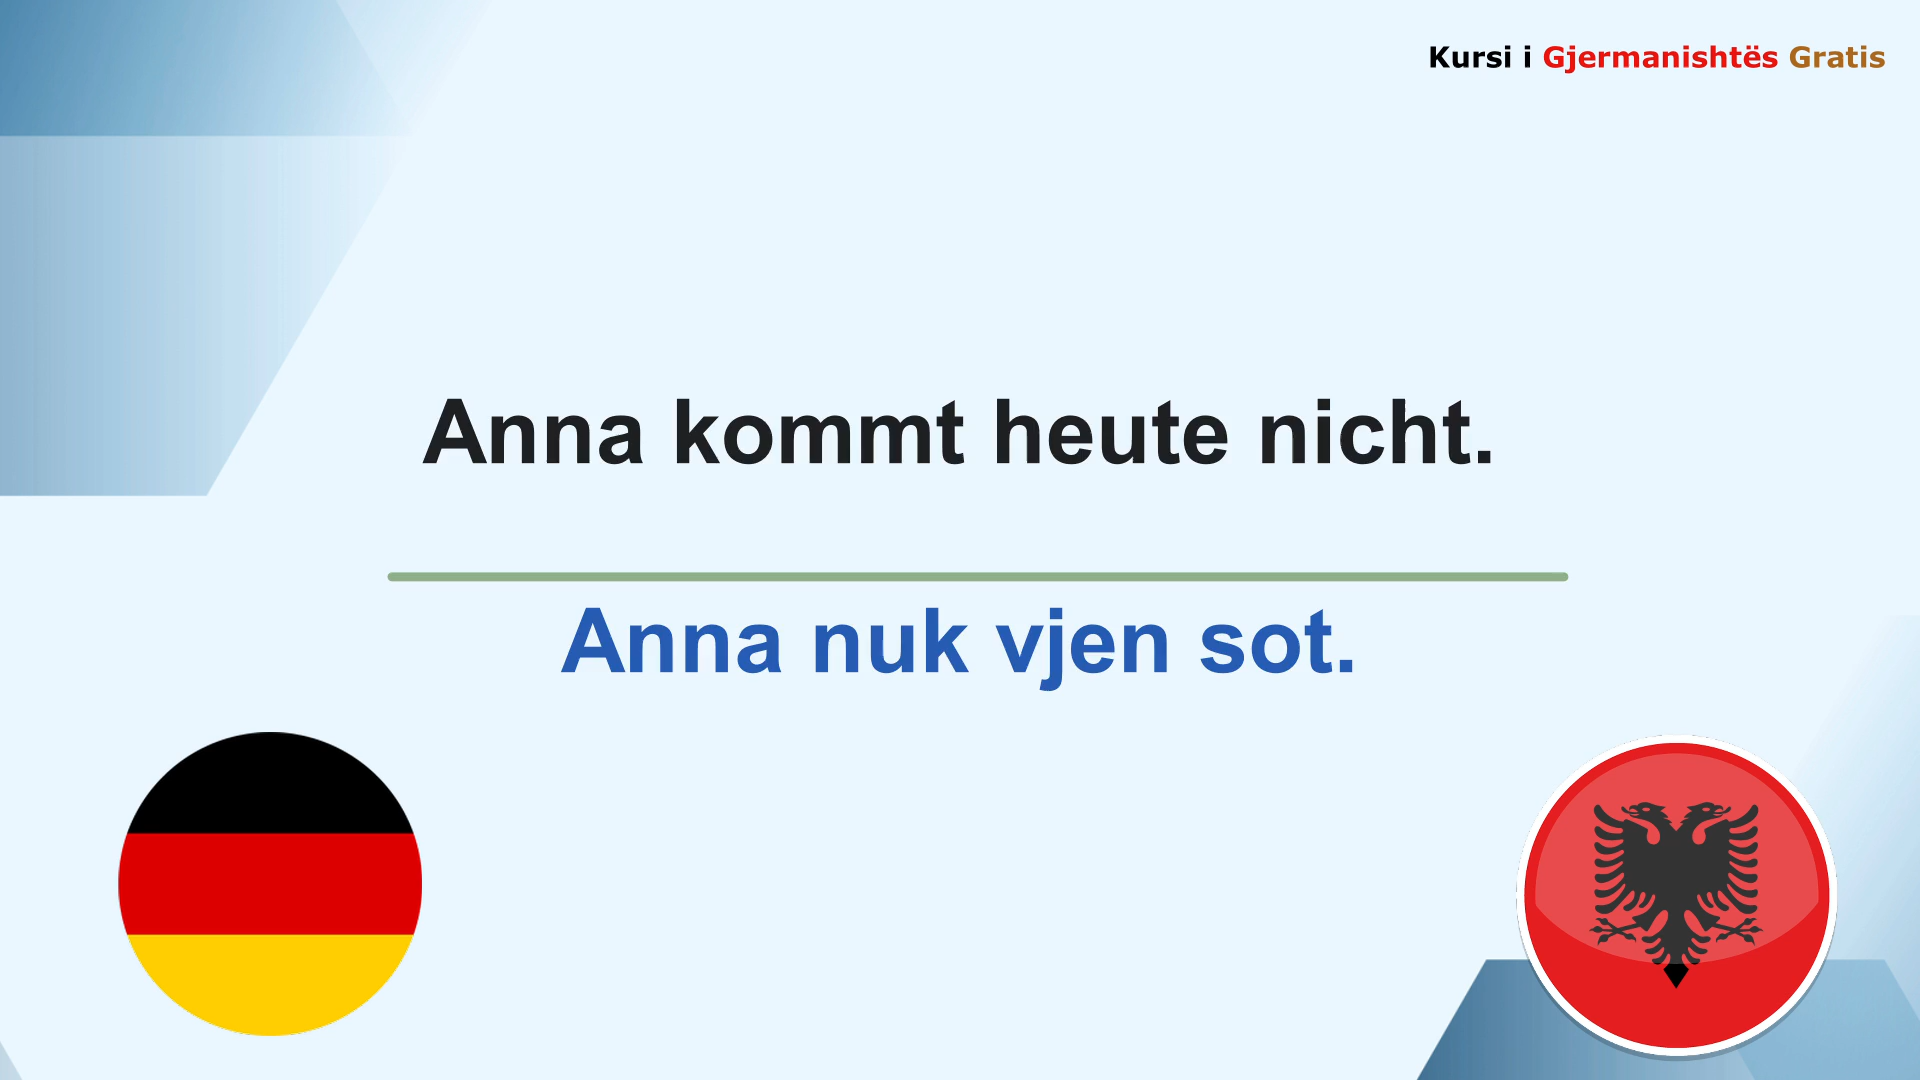 Kursi i Gjermanishtës Gratis
Anna kommt heute nicht.
Anna nuk vjen sot.